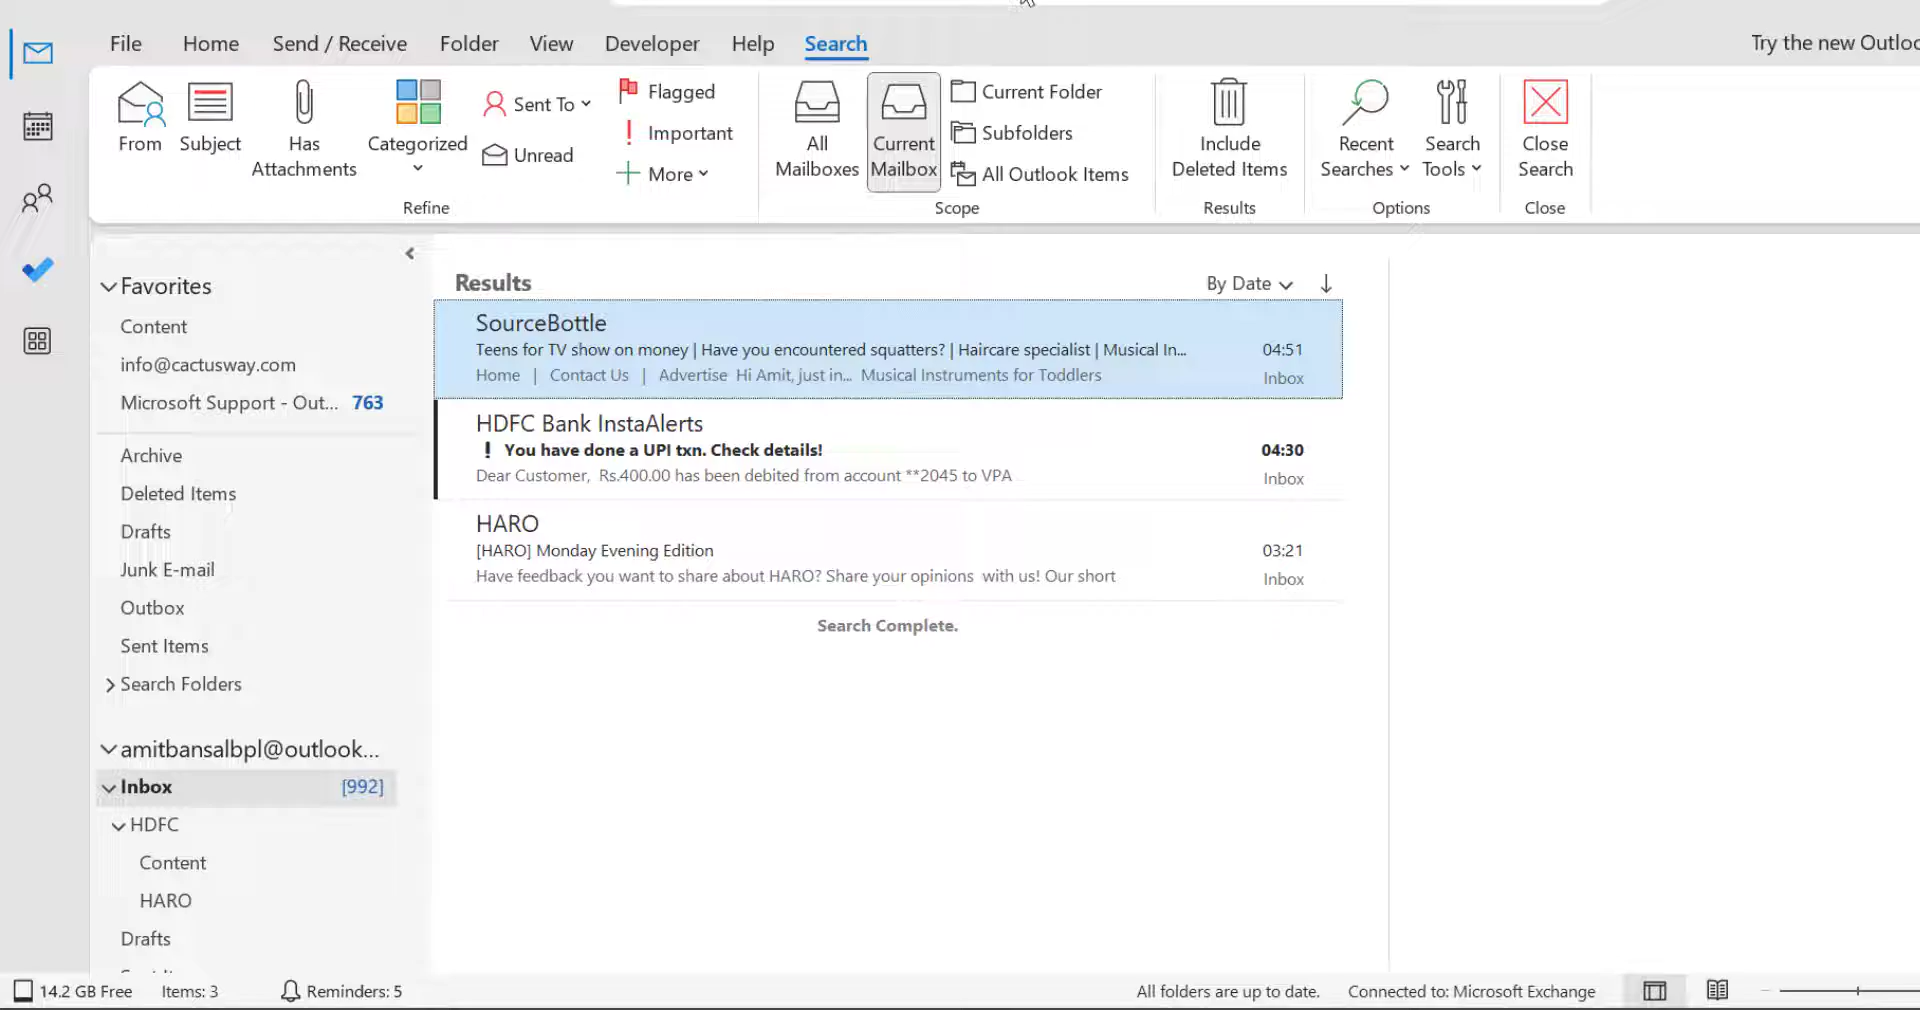 File Home Send / Receive Folder View Developer Help Search
Try the new
From
Subject
Has
Attachments
Categorized
Sent To
Unread
Flagged
Important
More
Refine
All
Mailboxes
Current
Mailbox
Current Folder
Subfolders
All Outlook Items
Scope
Include
Deleted Items
Results
Recent
Searches
Search
Tools
Options
Close
Search
Close
Favorites
Content
info@cactusway.com
Microsoft Support - Out... 763
Archive
Deleted Items
Drafts
Junk E-mail
Outbox
Sent Items
Search Folders
amitbansalbpl@outlook...
Inbox [992]
HDFC
Content
HARO
Drafts
Results By Date
SourceBottle
Teens for TV show on money | Have you encountered squatters? | Haircare specialist | Musical In... 04:51
Home | Contact Us | Advertise Hi Amit, just in... Musical Instruments for Toddlers Inbox
HDFC Bank InstaAlerts
! You have done a UPI txn. Check details! 04:30
Dear Customer, Rs.400.00 has been debited from account **2045 to VPA Inbox
HARO
[HARO] Monday Evening Edition 03:21
Have feedback you want to share about HARO? Share your opinions with us! Our short Inbox
Search Complete.
14.2 GB Free Items: 3 Reminders: 5 All folders are up to date. Connected to: Microsoft Exchange